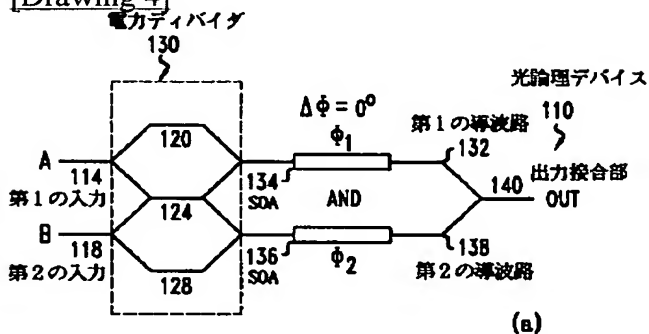 [Drawing 4]
電力ディバイダ
130
光論理デバイス
110
ΔΦ = 0°
Φ1
第1の導波路
132
120
A
114
第1の入力
134
SOA
AND
140
出力接合部
OUT
124
B
118
第2の入力
136
SOA
Φ2
138
第2の導波路
128
(a)